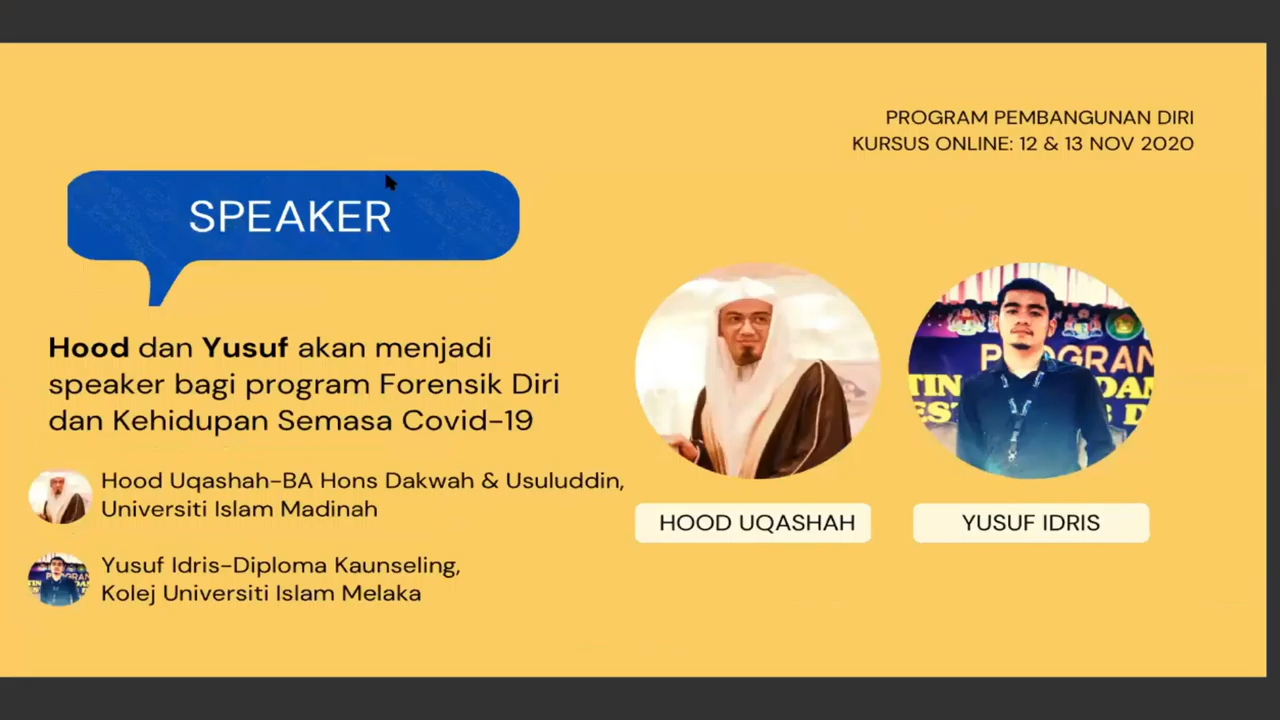 PROGRAM PEMBANGUNAN DIRI
KURSUS ONLINE: 12 & 13 NOV 2020
SPEAKER
Hood dan Yusuf akan menjadi
speaker bagi program Forensik Diri
dan Kehidupan Semasa Covid-19
Hood Uqashah-BA Hons Dakwah & Usuluddin,
Universiti Islam Madinah
Yusuf Idris-Diploma Kaunseling,
Kolej Universiti Islam Melaka
PROGRAM
HOOD UQASHAH
YUSUF IDRIS